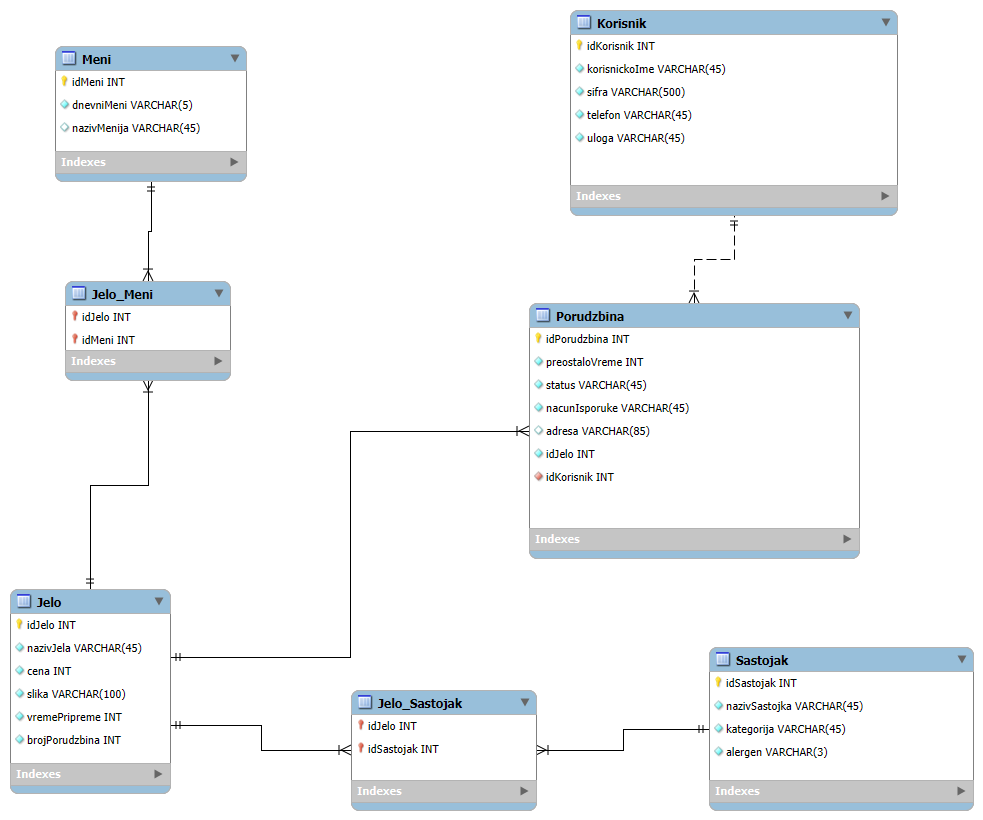 Meni
idMeni INT
dnevniMeni VARCHAR(5)
nazivMenija VARCHAR(45)
Indexes
Korisnik
idKorisnik INT
korisnickoIme VARCHAR(45)
sifra VARCHAR(500)
telefon VARCHAR(45)
uloga VARCHAR(45)
Indexes
Jelo_Meni
idJelo INT
idMeni INT
Indexes
Porudzbina
idPorudzbina INT
preostaloVreme INT
status VARCHAR(45)
nacunIsporuke VARCHAR(45)
adresa VARCHAR(85)
idJelo INT
idKorisnik INT
Indexes
Jelo
idJelo INT
nazivJela VARCHAR(45)
cena INT
slika VARCHAR(100)
vremePripreme INT
brojPorudzbina INT
Indexes
Jelo_Sastojak
idJelo INT
idSastojak INT
Indexes
Sastojak
idSastojak INT
nazivSastojka VARCHAR(45)
kategorija VARCHAR(45)
alergen VARCHAR(3)
Indexes